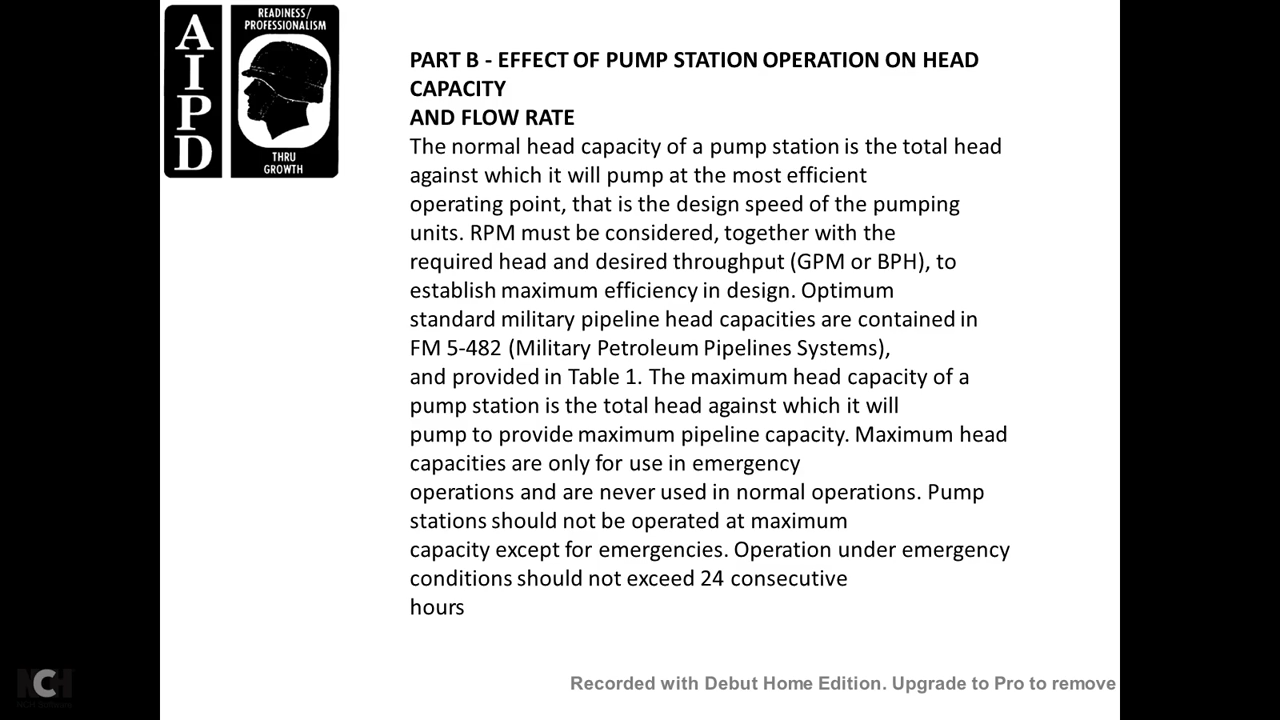 A
I
P
D
READINESS/
PROFESSIONALISM
THRU
GROWTH
PART B - EFFECT OF PUMP STATION OPERATION ON HEAD
CAPACITY
AND FLOW RATE
The normal head capacity of a pump station is the total head
against which it will pump at the most efficient
operating point, that is the design speed of the pumping
units. RPM must be considered, together with the
required head and desired throughput (GPM or BPH), to
establish maximum efficiency in design. Optimum
standard military pipeline head capacities are contained in
FM 5-482 (Military Petroleum Pipelines Systems),
and provided in Table 1. The maximum head capacity of a
pump station is the total head against which it will
pump to provide maximum pipeline capacity. Maximum head
capacities are only for use in emergency
operations and are never used in normal operations. Pump
stations should not be operated at maximum
capacity except for emergencies. Operation under emergency
conditions should not exceed 24 consecutive
hours
NCH
NCH Software
Recorded with Debut Home Edition. Upgrade to Pro to remove